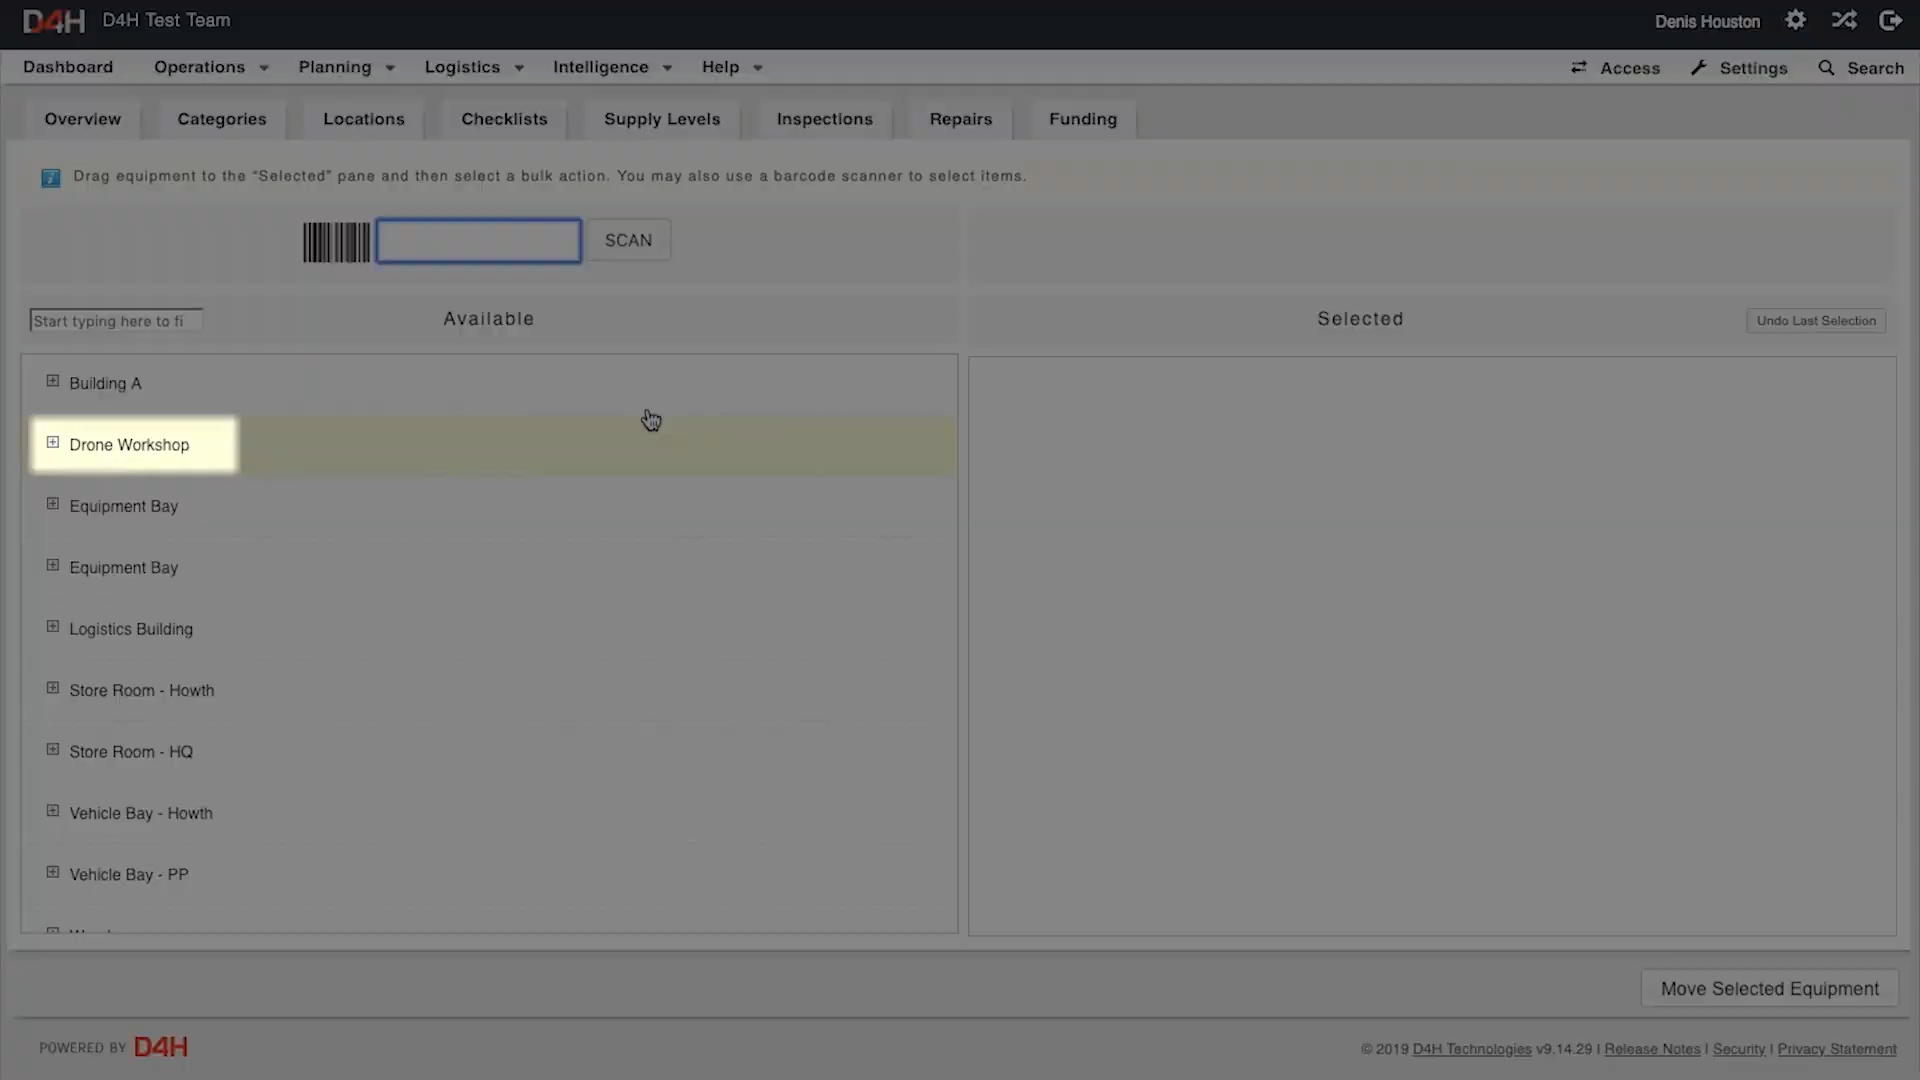 D4H D4H Test Team Denis Houston
Dashboard Operations Planning Logistics Intelligence Help Access Settings Search
Overview Categories Locations Checklists Supply Levels Inspections Repairs Funding
Drag equipment to the “Selected” pane and then select a bulk action. You may also use a barcode scanner to select items.
SCAN
Start typing here to fi Available Selected Undo Last Selection
Building A
Drone Workshop
Equipment Bay
Equipment Bay
Logistics Building
Store Room - Howth
Store Room - HQ
Vehicle Bay - Howth
Vehicle Bay - PP
Move Selected Equipment
POWERED BY D4H © 2019 D4H Technologies v9.14.29 | Release Notes | Security | Privacy Statement